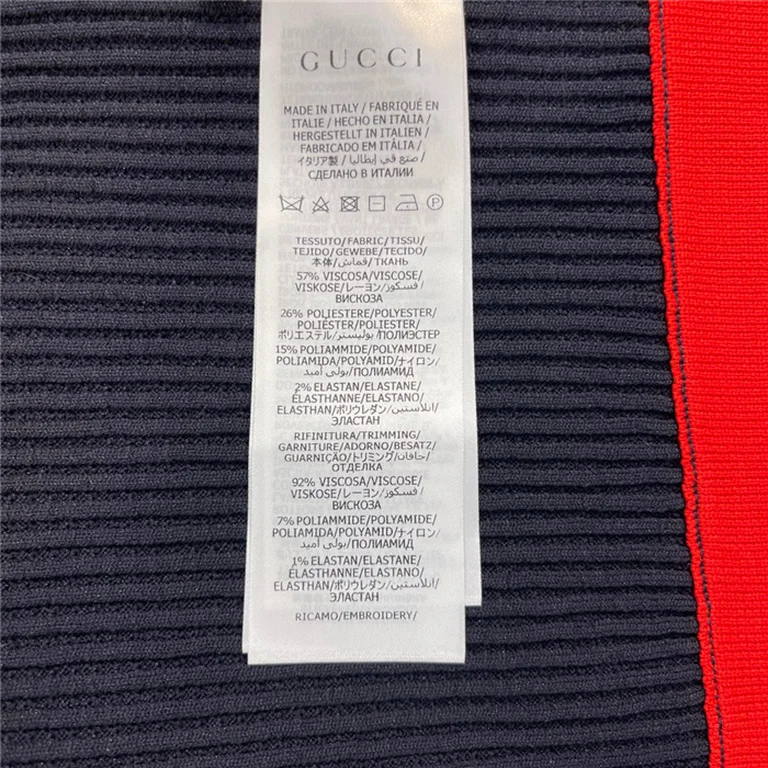 GUCCI
MADE IN ITALY / FABRIQUÉ EN
ITALIE / HECHO EN ITALIA /
HERGESTELLT IN ITALIEN /
FABRICADO EM ITÁLIA /
イタリア製 / صنع في إيطاليا /
СДЕЛАНО В ИТАЛИИ
P
TESSUTO/FABRIC/TISSU/
TEJIDO/GEWEBE/TECIDO/
本体/قماش/ТКАНЬ
57% VISCOSA/VISCOSE/
VISKOSE/レーヨン/فسكوز/
ВИСКОЗА
26% POLIESTERE/POLYESTER/
POLIÉSTER/POLIESTER/
ポリエステル/بوليستر/ПОЛИЭСТЕР
15% POLIAMMIDE/POLYAMIDE/
POLIAMIDA/POLYAMID/ナイロン/
بولي أميد/ПОЛИАМИД
2% ELASTAN/ELASTANE/
ÉLASTHANNE/ELASTANO/
ELASTHAN/ポリウレタン/انلاستين/
ЭЛАСТАН
RIFINITURA/TRIMMING/
GARNITURE/ADORNO/BESATZ/
GUARNIÇÃO/トリミング/حافات/
ОТДЕЛКА
92% VISCOSA/VISCOSE/
VISKOSE/レーヨン/فسكوز/
ВИСКОЗА
7% POLIAMMIDE/POLYAMIDE/
POLIAMIDA/POLYAMID/ナイロン/
بولي أميد/ПОЛИАМИД
1% ELASTAN/ELASTANE/
ÉLASTHANNE/ELASTANO/
ELASTHAN/ポリウレタン/انلاستين/
ЭЛАСТАН
RICAMO/EMBROIDERY/